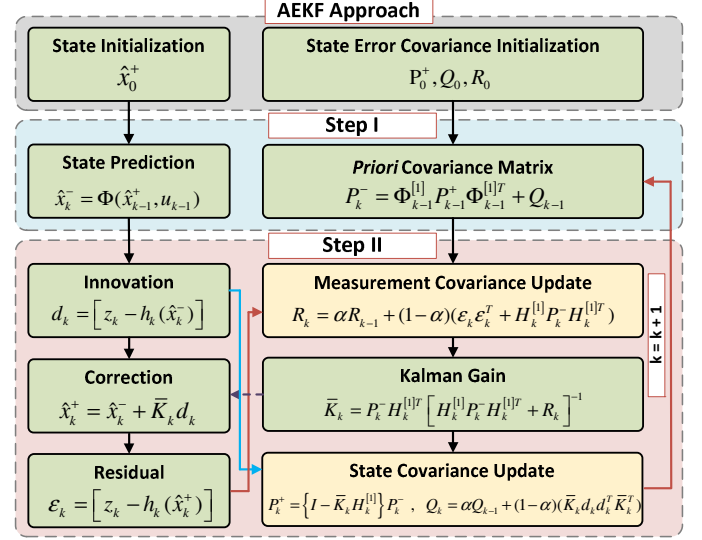 AEKF Approach
State Initialization
x̂₀⁺
State Error Covariance Initialization
P₀⁺, Q₀, R₀
Step I
State Prediction
x̂ₖ⁻ = Φ(x̂ₖ₋₁⁺, uₖ₋₁)
Priori Covariance Matrix
Pₖ⁻ = Φₖ₋₁^[1] Pₖ₋₁⁺ Φₖ₋₁^[1]T + Qₖ₋₁
Step II
Innovation
dₖ = [zₖ − hₖ(x̂ₖ⁻)]
Measurement Covariance Update
Rₖ = αRₖ₋₁ + (1−α)(εₖεₖᵀ + Hₖ^[1] Pₖ⁻ Hₖ^[1]T)
Correction
x̂ₖ⁺ = x̂ₖ⁻ + K̄ₖdₖ
Kalman Gain
K̄ₖ = Pₖ⁻Hₖ^[1]T [Hₖ^[1] Pₖ⁻ Hₖ^[1]T + Rₖ]⁻¹
Residual
εₖ = [zₖ − hₖ(x̂ₖ⁺)]
State Covariance Update
Pₖ⁺ = {I − K̄ₖHₖ^[1]}Pₖ⁻ , Qₖ = αQₖ₋₁ + (1−α)(K̄ₖdₖdₖᵀK̄ₖᵀ)
k = k + 1